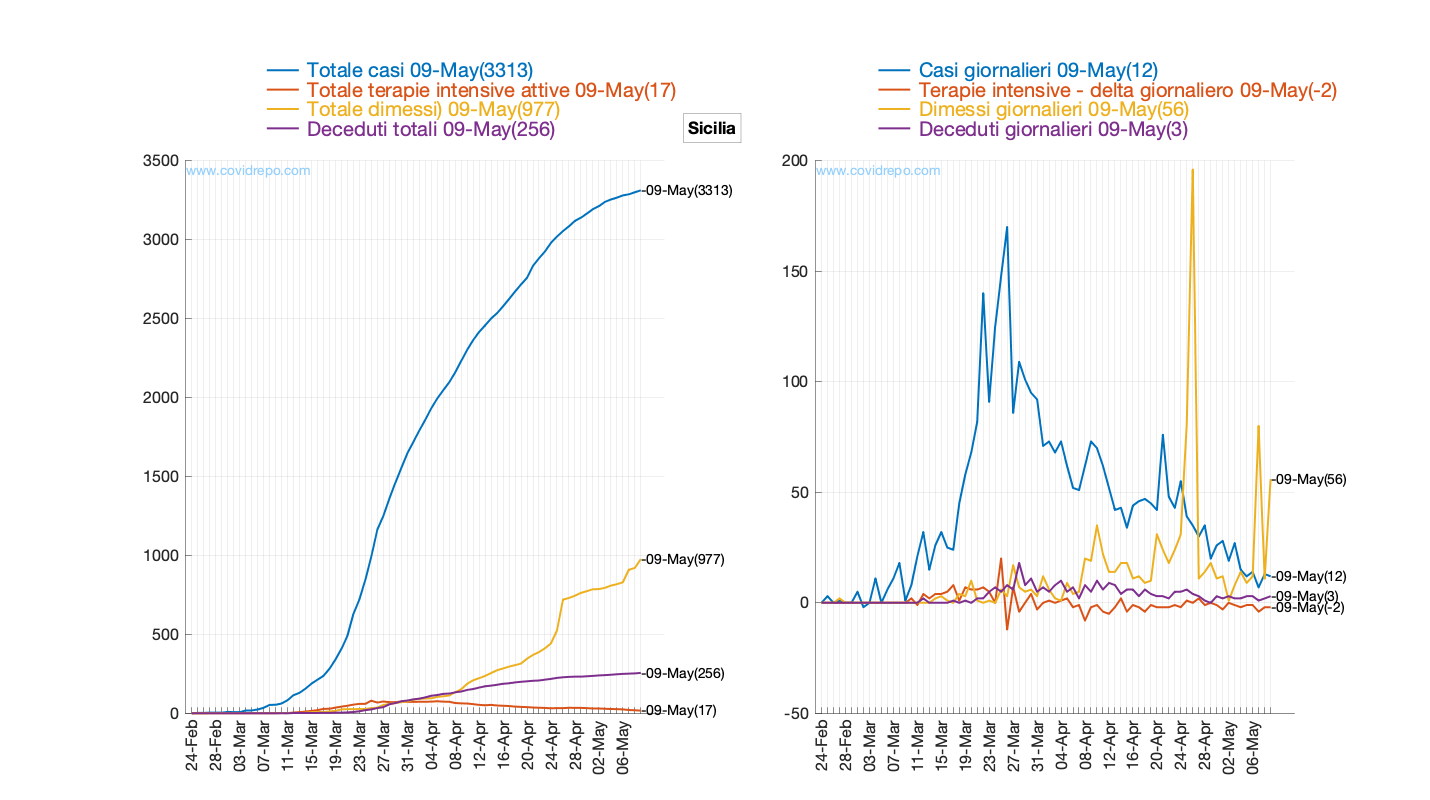 Totale casi 09-May(3313)
Totale terapie intensive attive 09-May(17)
Totale dimessi) 09-May(977)
Deceduti totali 09-May(256)
Sicilia
Casi giornalieri 09-May(12)
Terapie intensive - delta giornaliero 09-May(-2)
Dimessi giornalieri 09-May(56)
Deceduti giornalieri 09-May(3)
www.covidrepo.com
3500
3000
2500
2000
1500
1000
500
0
-09-May(3313)
-09-May(977)
-09-May(256)
-09-May(17)
24-Feb
28-Feb
03-Mar
07-Mar
11-Mar
15-Mar
19-Mar
23-Mar
27-Mar
31-Mar
04-Apr
08-Apr
12-Apr
16-Apr
20-Apr
24-Apr
28-Apr
02-May
06-May
www.covidrepo.com
200
150
100
50
0
-50
-09-May(56)
-09-May(12)
-09-May(3)
-09-May(-2)
24-Feb
28-Feb
03-Mar
07-Mar
11-Mar
15-Mar
19-Mar
23-Mar
27-Mar
31-Mar
04-Apr
08-Apr
12-Apr
16-Apr
20-Apr
24-Apr
28-Apr
02-May
06-May